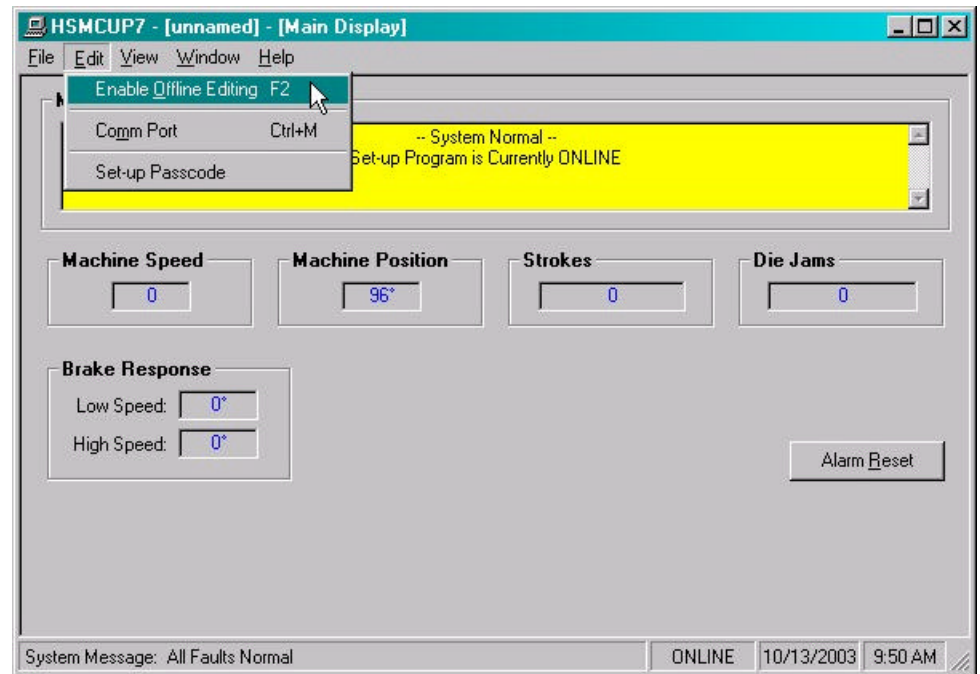 HSMCUP7 - [unnamed] - [Main Display]
File Edit View Window Help
Enable Offline Editing F2
Comm Port Ctrl+M
Set-up Passcode
-- System Normal --
Set-up Program is Currently ONLINE
Machine Speed Machine Position Strokes Die Jams
0 96° 0 0
Brake Response
Low Speed: 0°
High Speed: 0°
Alarm Reset
System Message: All Faults Normal ONLINE 10/13/2003 9:50 AM